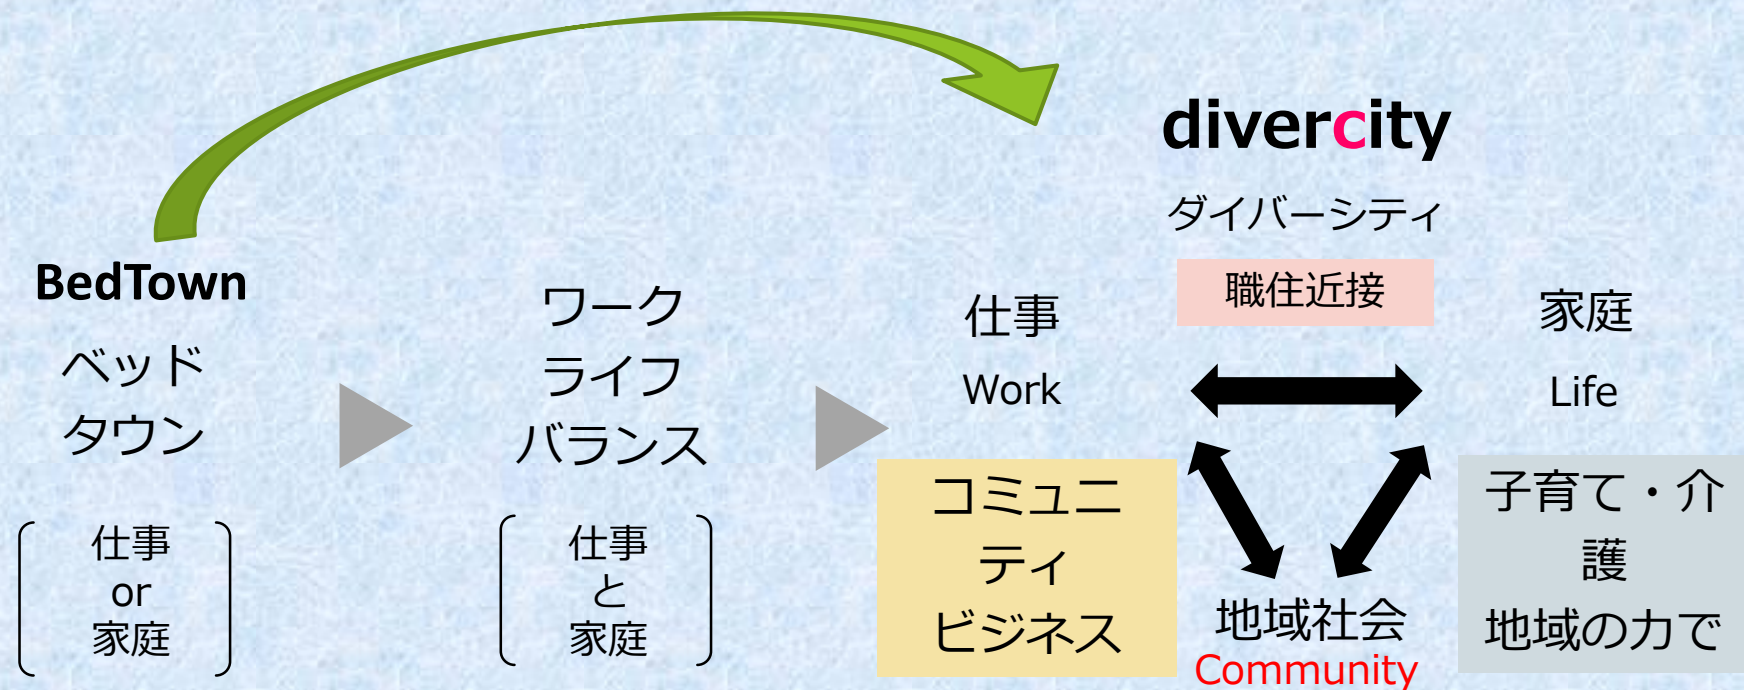 BedTown
ベッド
タウン
仕事
or
家庭
ワーク
ライフ
バランス
仕事
と
家庭
divercity
ダイバーシティ
職住近接
仕事
Work
家庭
Life
コミュニ
ティ
ビジネス
地域社会
Community
子育て・介
護
地域の力で